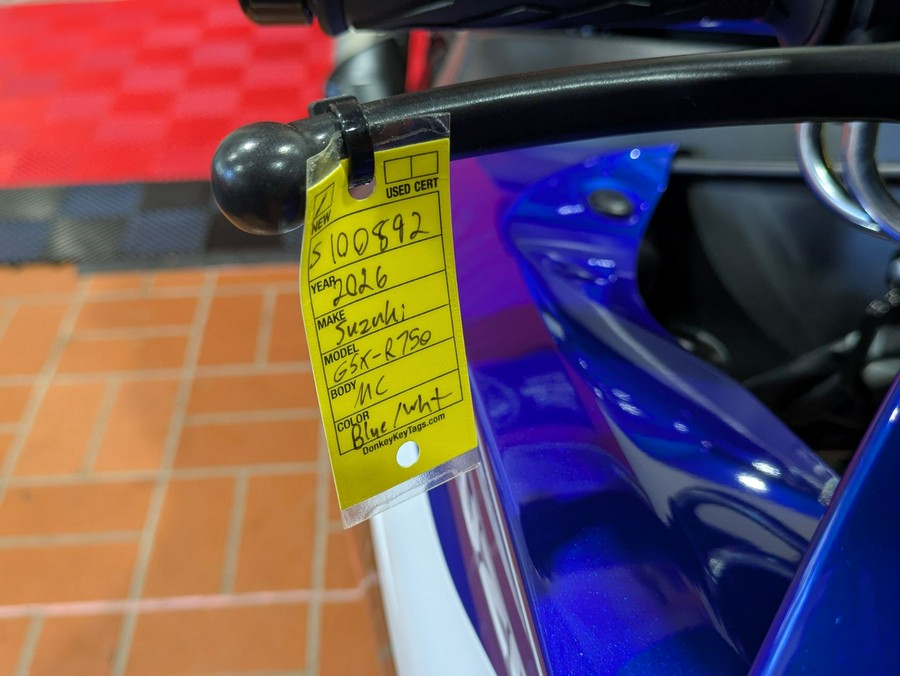 NEW USED CERT
S100892
YEAR 2026
MAKE Suzuki
MODEL GSX-R750
BODY MC
COLOR Blue/Wht
DonkeyKeyTags.com